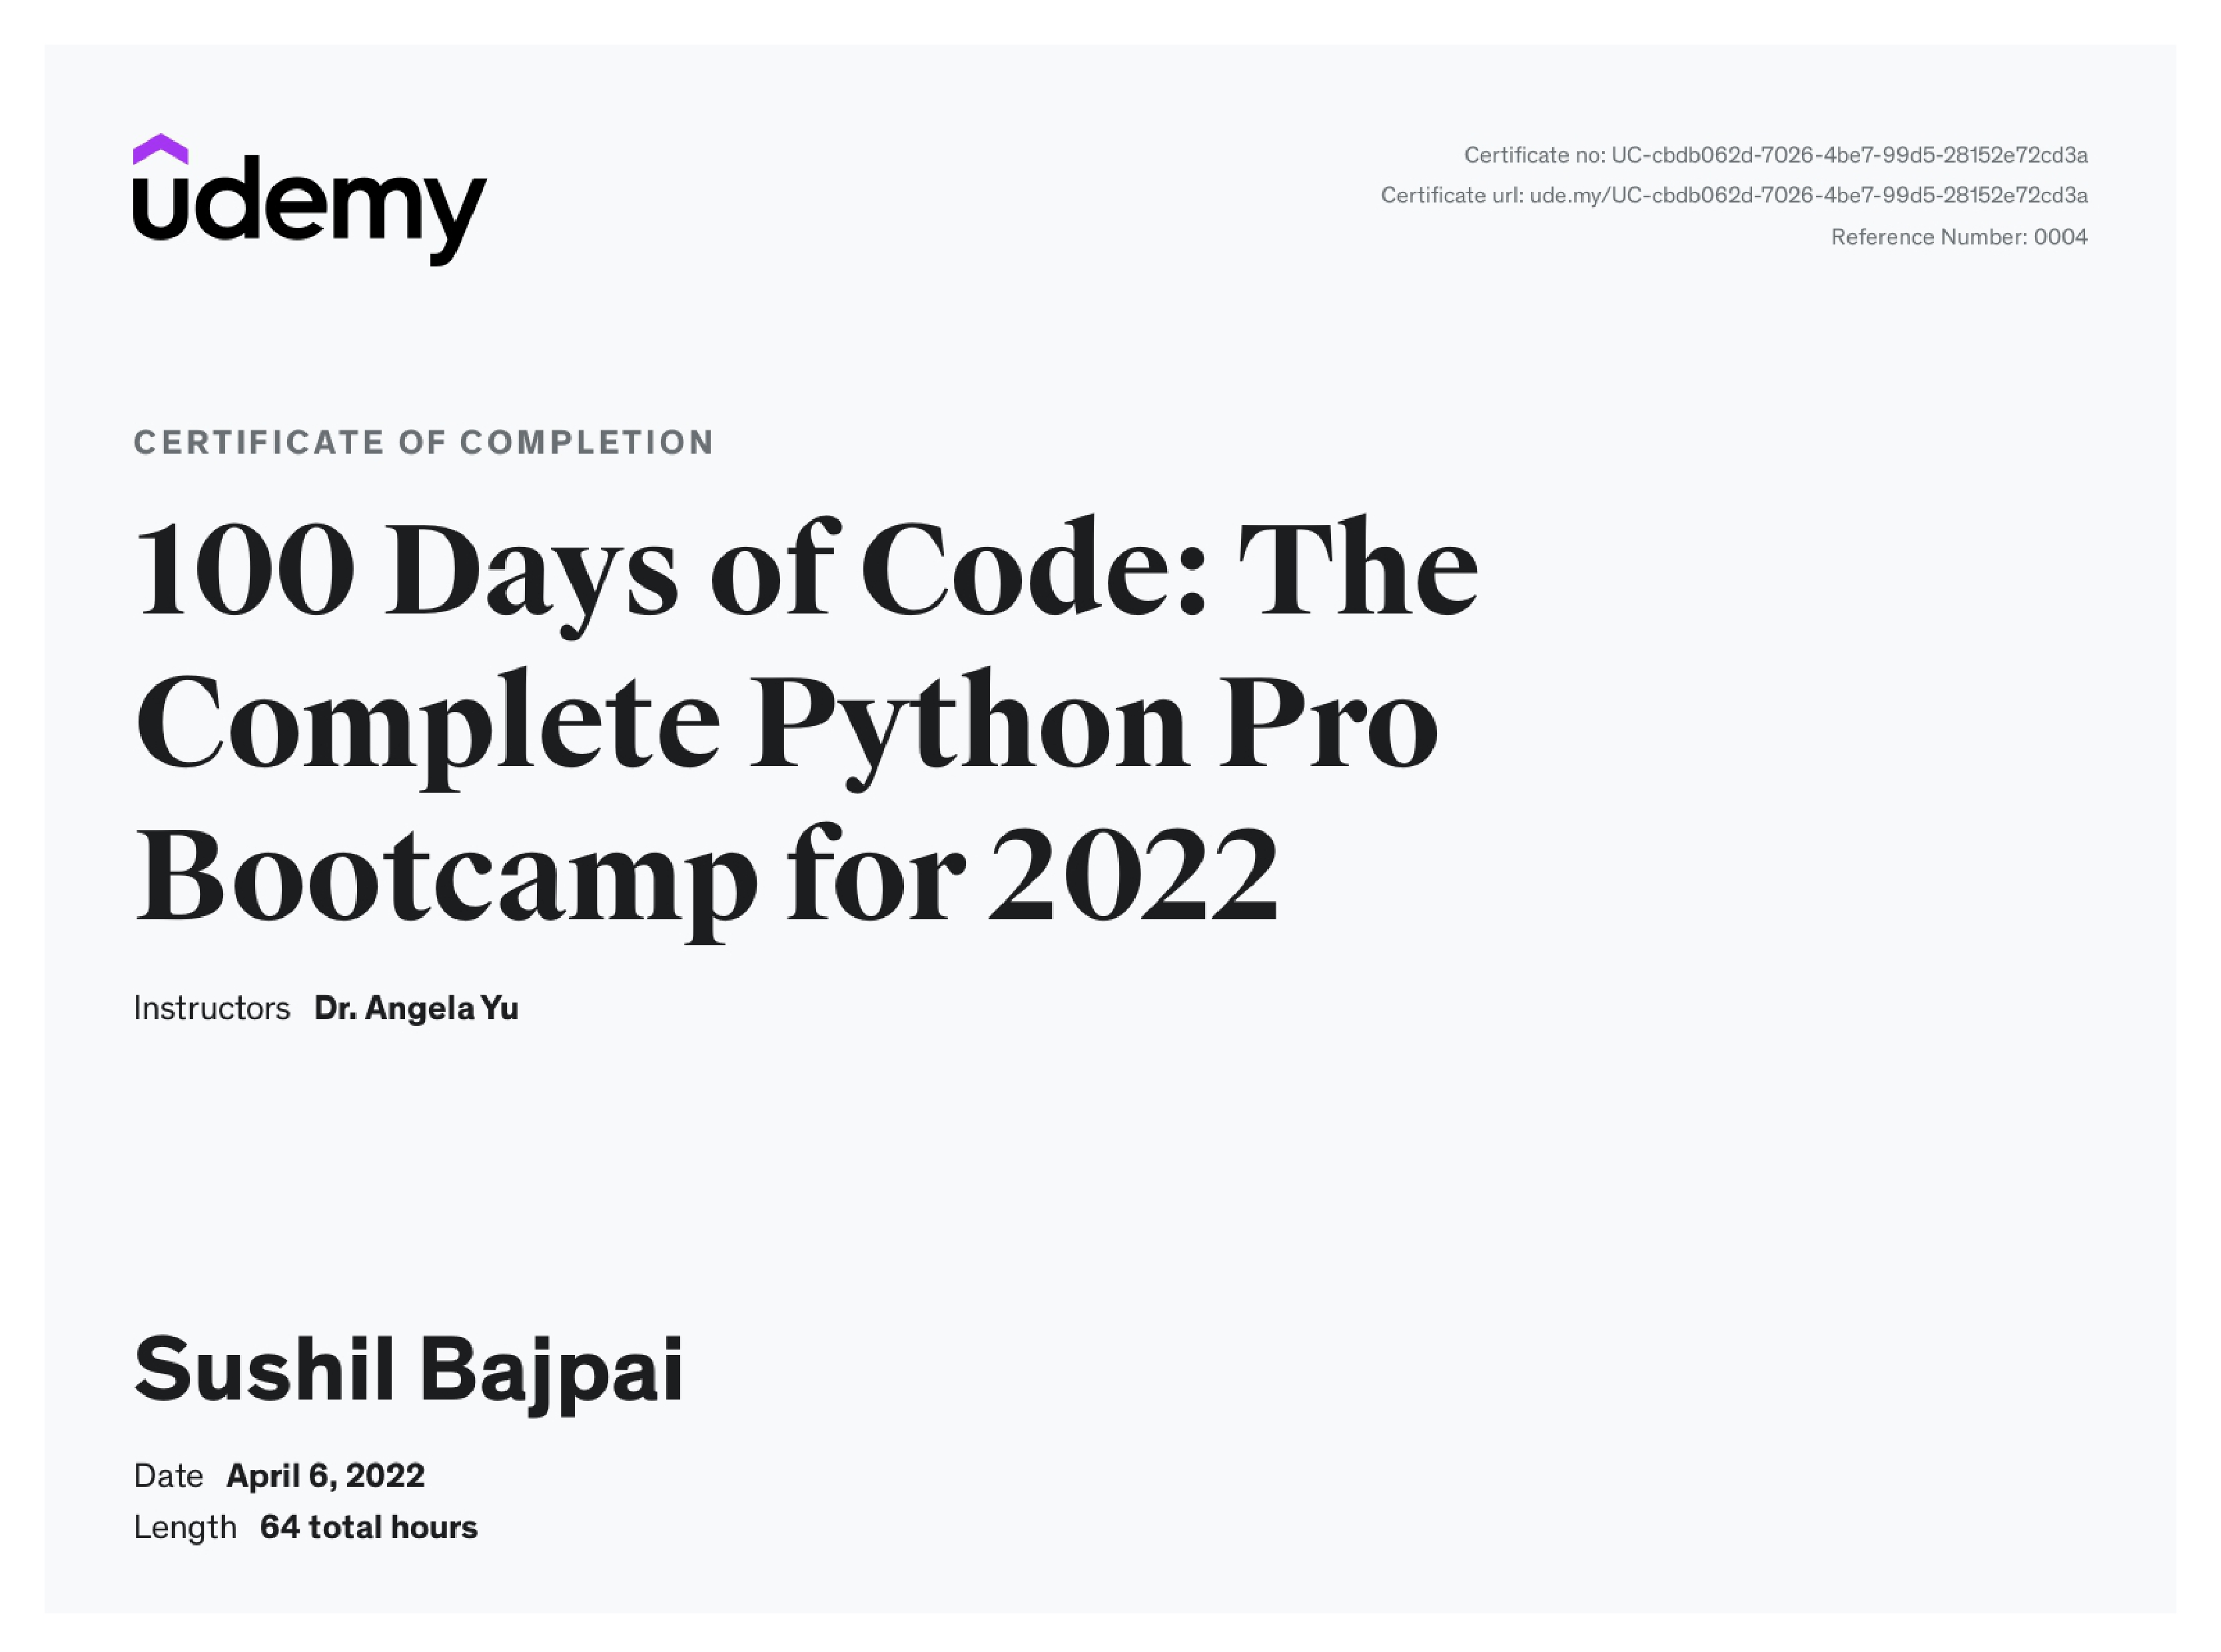 udemy
Certificate no: UC-cbdb062d-7026-4be7-99d5-28152e72cd3a
Certificate url: ude.my/UC-cbdb062d-7026-4be7-99d5-28152e72cd3a
Reference Number: 0004
CERTIFICATE OF COMPLETION
100 Days of Code: The
Complete Python Pro
Bootcamp for 2022
Instructors Dr. Angela Yu
Sushil Bajpai
Date April 6, 2022
Length 64 total hours